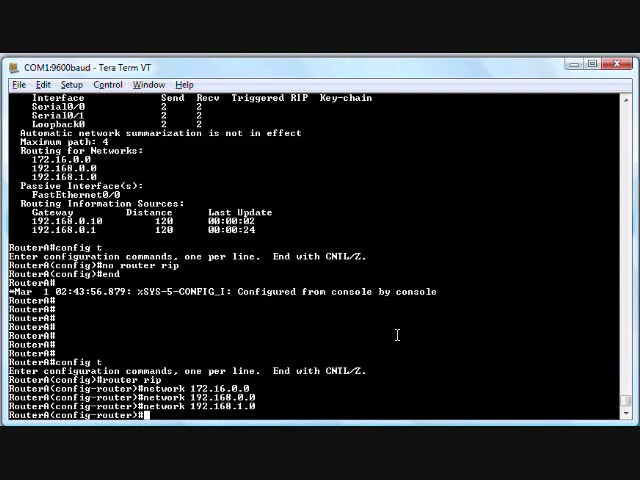 COM1:9600baud - Tera Term VT
File Edit Setup Control Window Help
Interface Send Recv Triggered RIP Key-chain
Serial0/0 2 2
Serial0/1 2 2
Loopback0 2 2
Automatic network summarization is not in effect
Maximum path: 4
Routing for Networks:
172.16.0.0
192.168.0.0
192.168.1.0
Passive Interface(s):
FastEthernet0/0
Routing Information Sources:
Gateway Distance Last Update
192.168.0.10 120 00:00:02
192.168.0.1 120 00:00:24
RouterA#config t
Enter configuration commands, one per line. End with CNTL/Z.
RouterA(config)#no router rip
RouterA(config)#end
RouterA#
*Mar 1 02:43:56.879: %SYS-5-CONFIG_I: Configured from console by console
RouterA#
RouterA#
RouterA#
RouterA#
RouterA#
RouterA#
RouterA#config t
Enter configuration commands, one per line. End with CNTL/Z.
RouterA(config)#router rip
RouterA(config-router)#network 172.16.0.0
RouterA(config-router)#network 192.168.0.0
RouterA(config-router)#network 192.168.1.0
RouterA(config-router)#